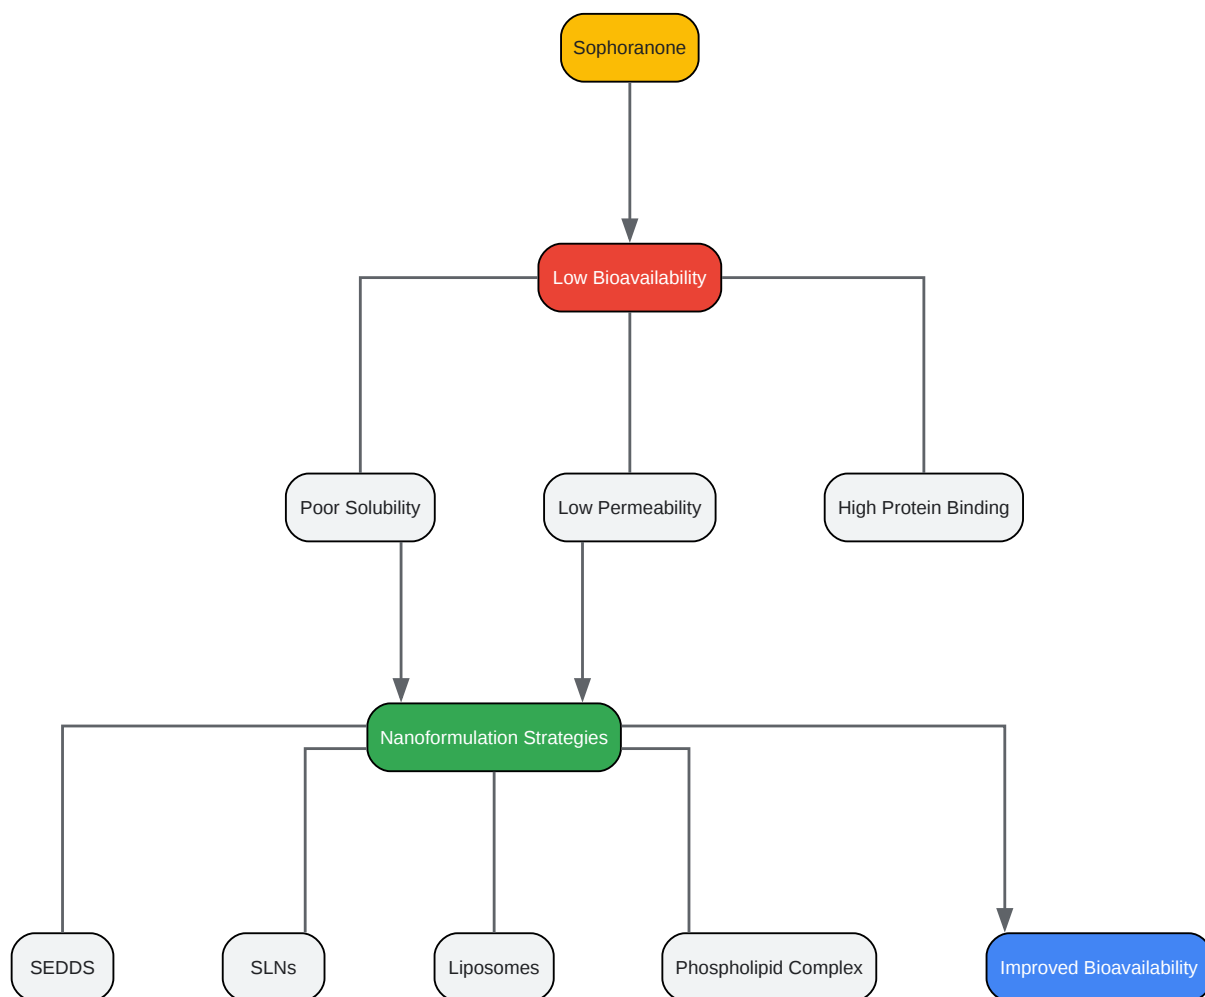 Sophoranone
Low Bioavailability
Poor Solubility
Low Permeability
High Protein Binding
Nanoformulation Strategies
SEDDS
SLNs
Liposomes
Phospholipid Complex
Improved Bioavailability